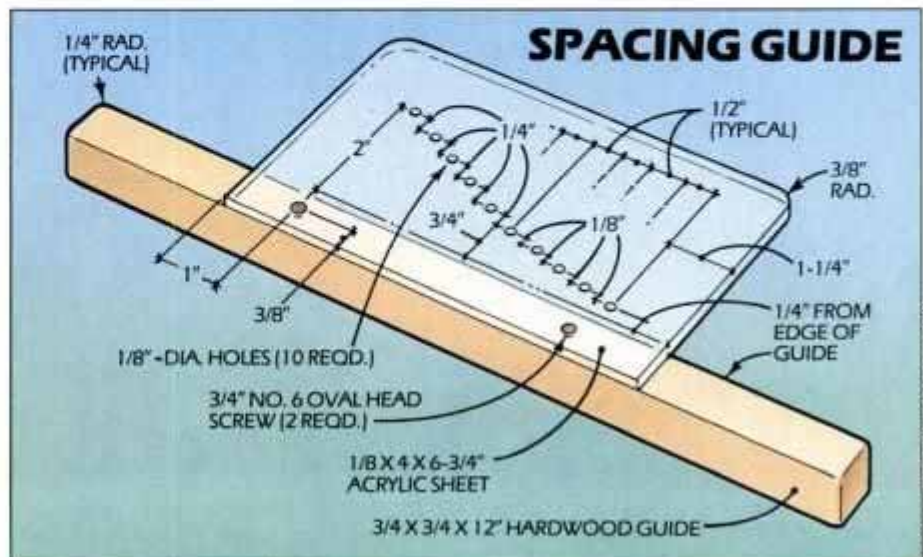 SPACING GUIDE
1/4" RAD.
(TYPICAL)
1/2"
(TYPICAL)
1/4"
2"
3/8"
RAD.
3/4"
1/8"
1-1/4"
1"
3/8"
1/4" FROM
EDGE OF
GUIDE
1/8"-DIA. HOLES (10 REQD.)
3/4" NO. 6 OVAL HEAD
SCREW (2 REQD.)
1/8 X 4 X 6-3/4"
ACRYLIC SHEET
3/4 X 3/4 X 12" HARDWOOD GUIDE